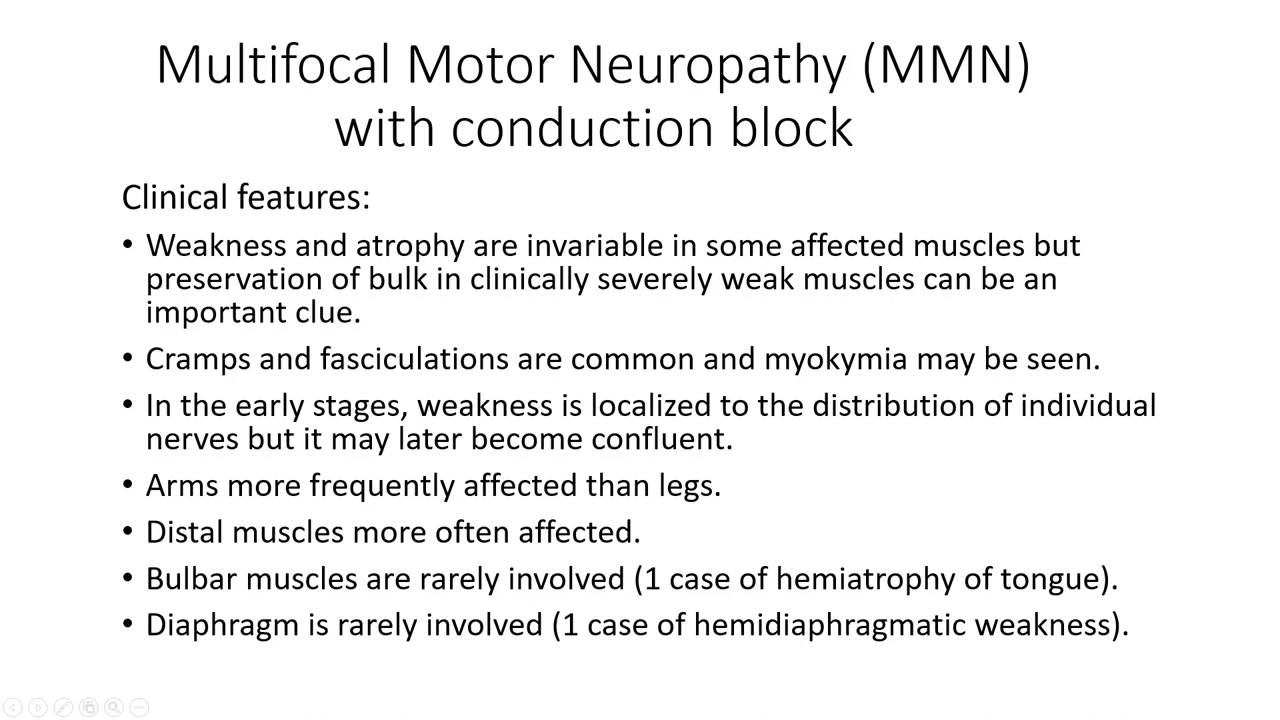 Multifocal Motor Neuropathy (MMN)
with conduction block
Clinical features:
• Weakness and atrophy are invariable in some affected muscles but
preservation of bulk in clinically severely weak muscles can be an
important clue.
• Cramps and fasciculations are common and myokymia may be seen.
• In the early stages, weakness is localized to the distribution of individual
nerves but it may later become confluent.
• Arms more frequently affected than legs.
• Distal muscles more often affected.
• Bulbar muscles are rarely involved (1 case of hemiatrophy of tongue).
• Diaphragm is rarely involved (1 case of hemidiaphragmatic weakness).